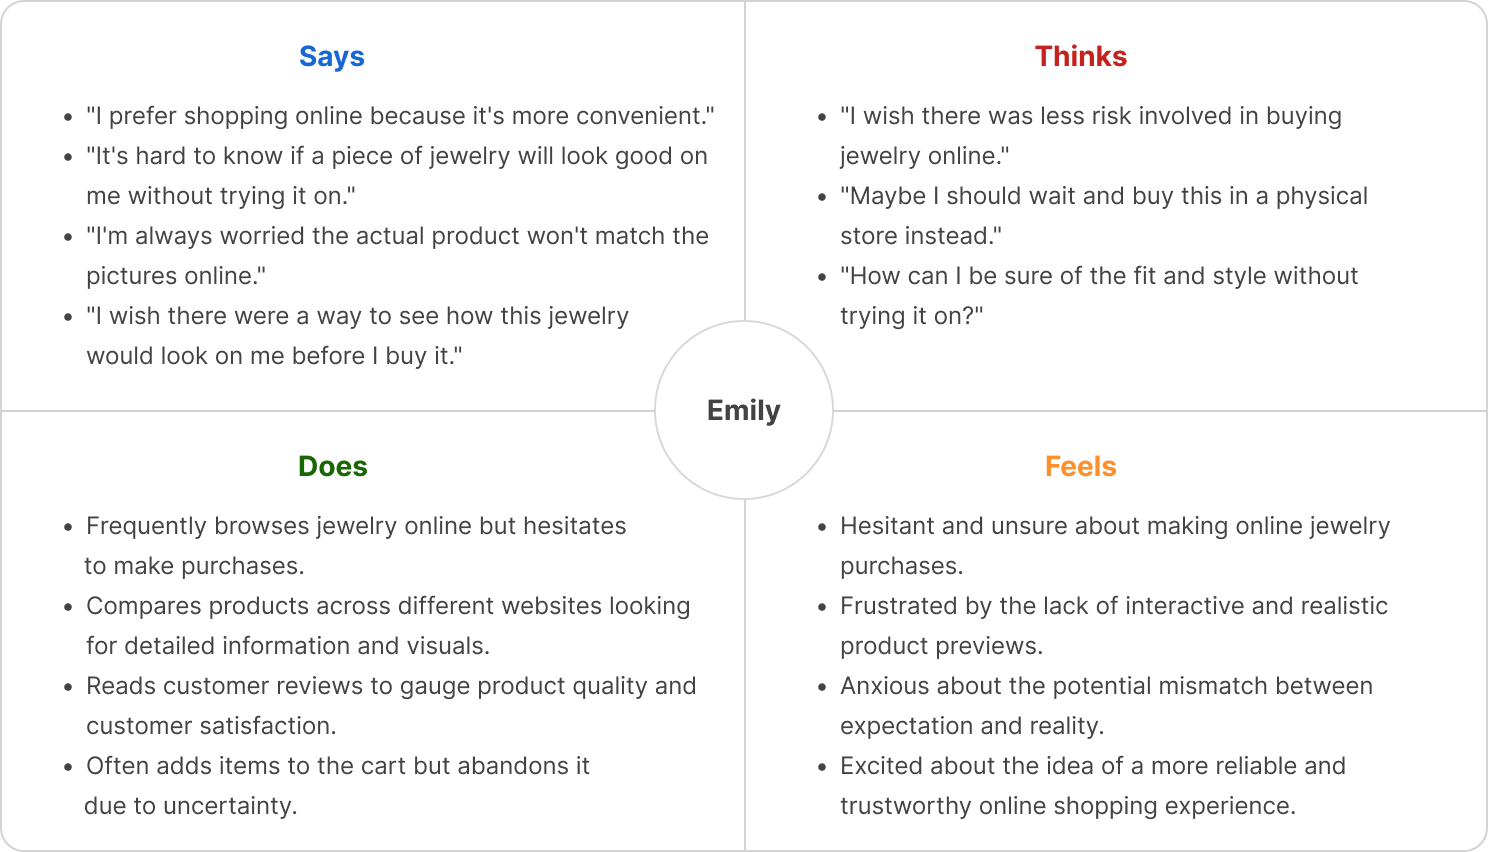 Says
• "I prefer shopping online because it's more convenient."
• "It's hard to know if a piece of jewelry will look good on
me without trying it on."
• "I'm always worried the actual product won't match the
pictures online."
• "I wish there were a way to see how this jewelry
would look on me before I buy it."
Thinks
• "I wish there was less risk involved in buying
jewelry online."
• "Maybe I should wait and buy this in a physical
store instead."
• "How can I be sure of the fit and style without
trying it on?"
Emily
Does
• Frequently browses jewelry online but hesitates
to make purchases.
• Compares products across different websites looking
for detailed information and visuals.
• Reads customer reviews to gauge product quality and
customer satisfaction.
• Often adds items to the cart but abandons it
due to uncertainty.
Feels
• Hesitant and unsure about making online jewelry
purchases.
• Frustrated by the lack of interactive and realistic
product previews.
• Anxious about the potential mismatch between
expectation and reality.
• Excited about the idea of a more reliable and
trustworthy online shopping experience.